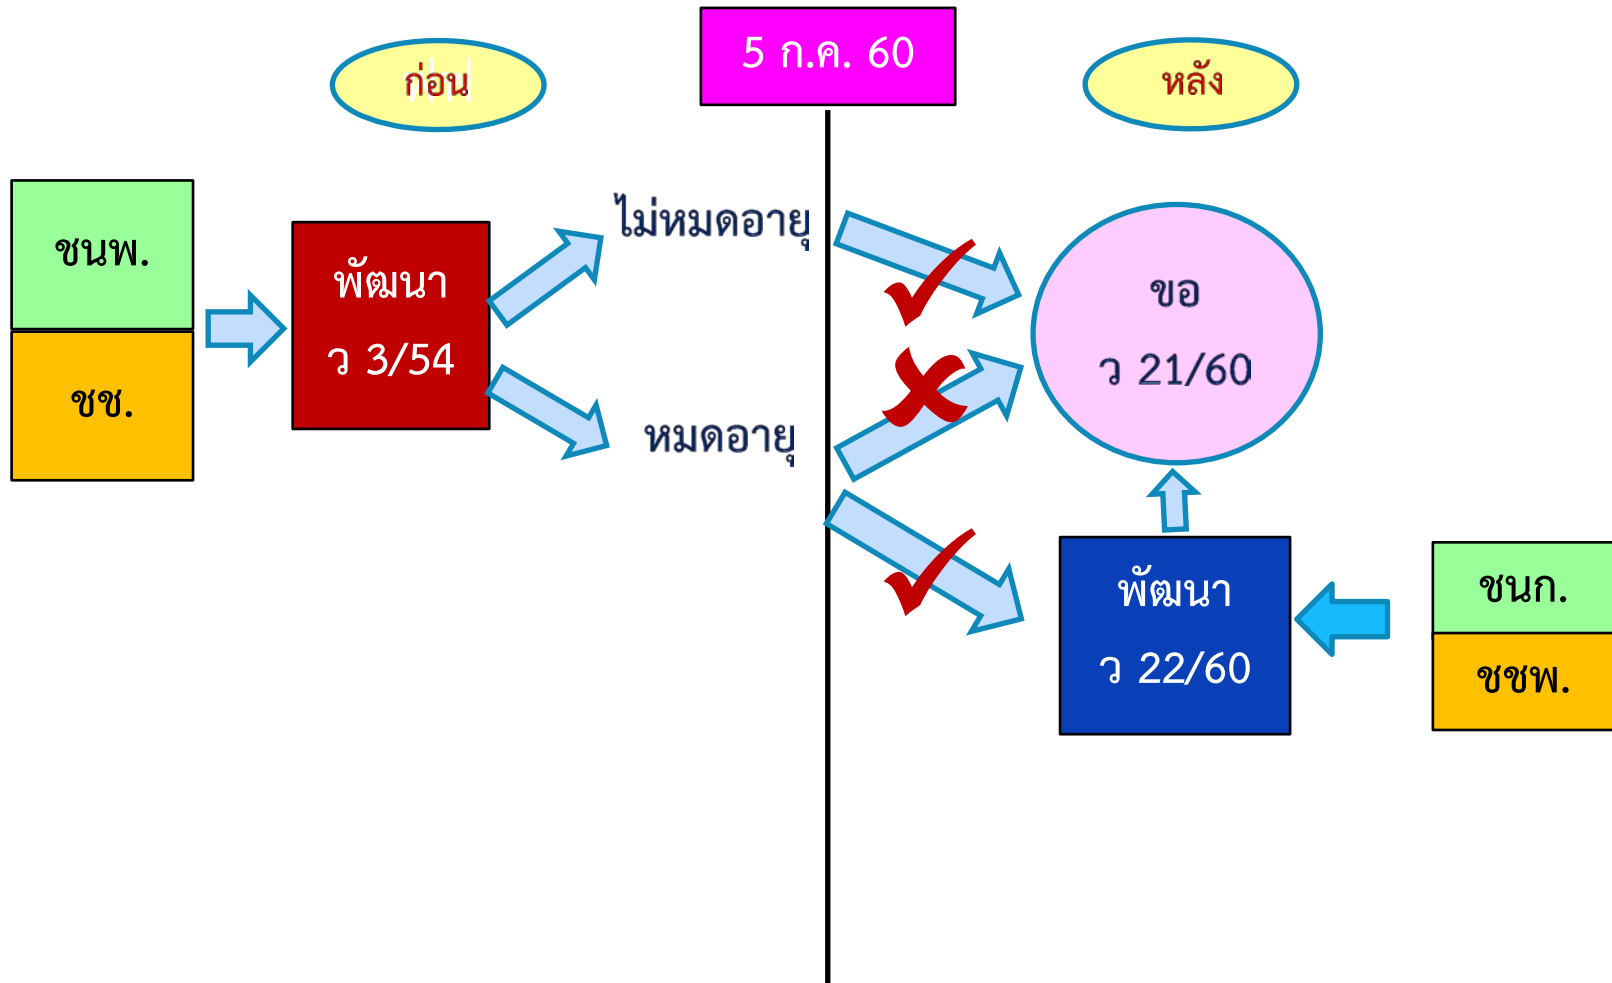 5 ก.ค. 60
ก่อน
หลัง
ชนพ.
ชช.
พัฒนา
ว 3/54
ไม่หมดอายุ
หมดอายุ
ขอ
ว 21/60
พัฒนา
ว 22/60
ชนก.
ชชพ.